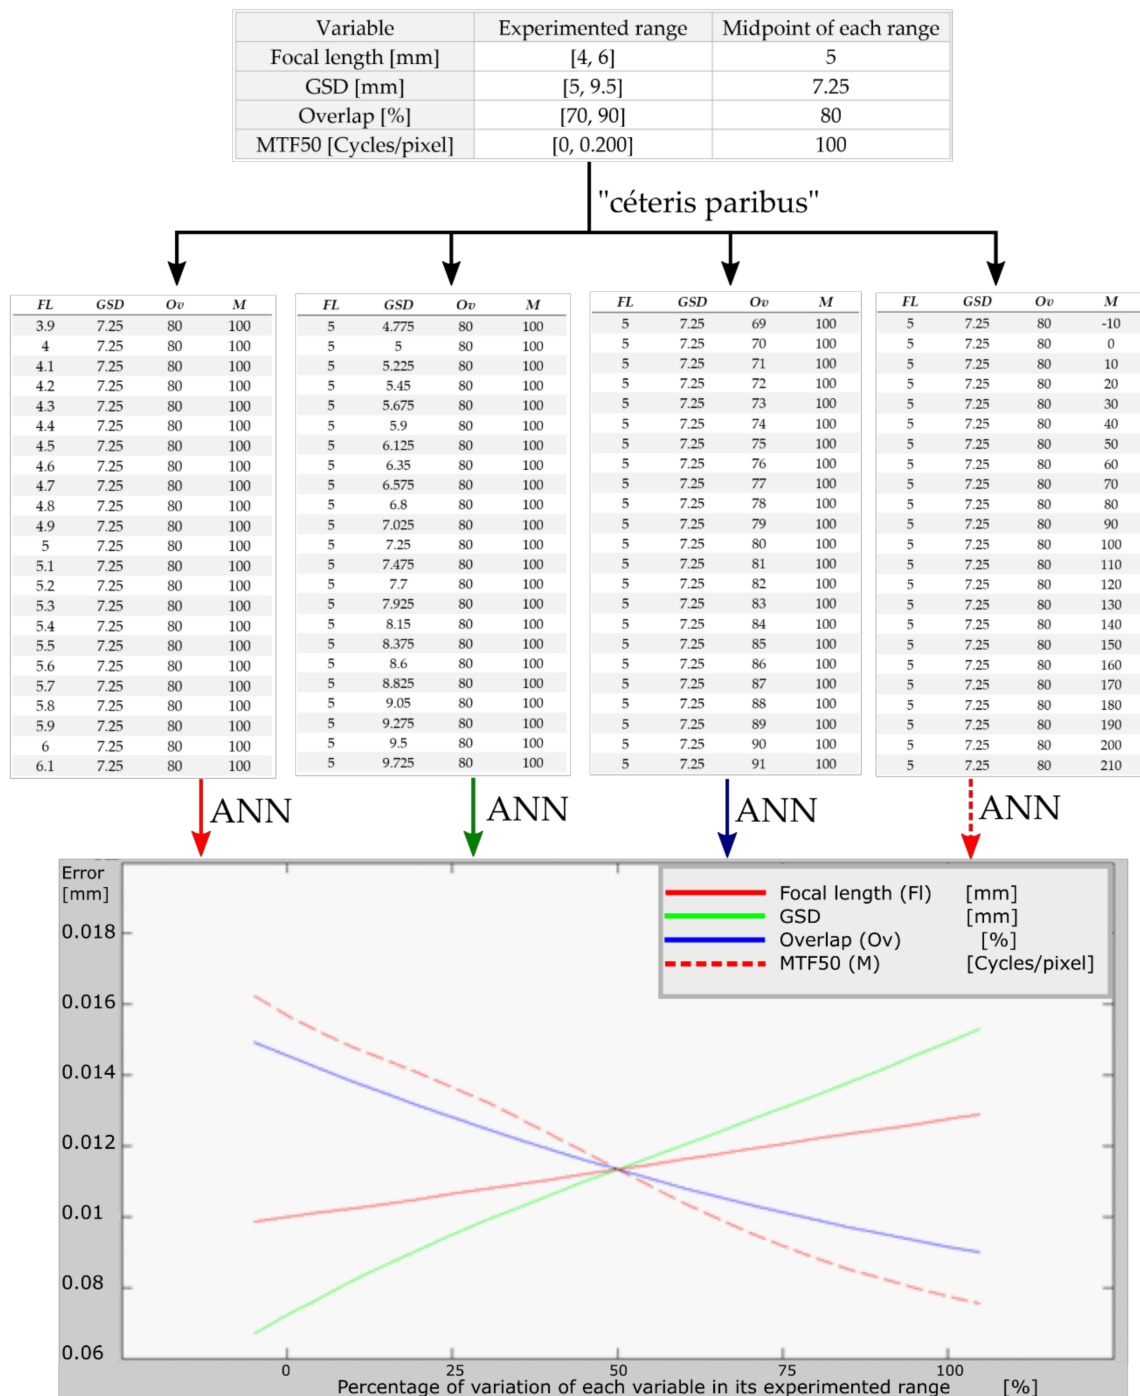 Variable Experimented range Midpoint of each range
Focal length [mm] [4, 6] 5
GSD [mm] [5, 9.5] 7.25
Overlap [%] [70, 90] 80
MTF50 [Cycles/pixel] [0, 0.200] 100
"céteris paribus"
FL GSD Ov M
3.9 7.25 80 100
4 7.25 80 100
4.1 7.25 80 100
4.2 7.25 80 100
4.3 7.25 80 100
4.4 7.25 80 100
4.5 7.25 80 100
4.6 7.25 80 100
4.7 7.25 80 100
4.8 7.25 80 100
4.9 7.25 80 100
5 7.25 80 100
5.1 7.25 80 100
5.2 7.25 80 100
5.3 7.25 80 100
5.4 7.25 80 100
5.5 7.25 80 100
5.6 7.25 80 100
5.7 7.25 80 100
5.8 7.25 80 100
5.9 7.25 80 100
6 7.25 80 100
6.1 7.25 80 100
FL GSD Ov M
5 4.775 80 100
5 5 80 100
5 5.225 80 100
5 5.45 80 100
5 5.675 80 100
5 5.9 80 100
5 6.125 80 100
5 6.35 80 100
5 6.575 80 100
5 6.8 80 100
5 7.025 80 100
5 7.25 80 100
5 7.475 80 100
5 7.7 80 100
5 7.925 80 100
5 8.15 80 100
5 8.375 80 100
5 8.6 80 100
5 8.825 80 100
5 9.05 80 100
5 9.275 80 100
5 9.5 80 100
5 9.725 80 100
FL GSD Ov M
5 7.25 69 100
5 7.25 70 100
5 7.25 71 100
5 7.25 72 100
5 7.25 73 100
5 7.25 74 100
5 7.25 75 100
5 7.25 76 100
5 7.25 77 100
5 7.25 78 100
5 7.25 79 100
5 7.25 80 100
5 7.25 81 100
5 7.25 82 100
5 7.25 83 100
5 7.25 84 100
5 7.25 85 100
5 7.25 86 100
5 7.25 87 100
5 7.25 88 100
5 7.25 89 100
5 7.25 90 100
5 7.25 91 100
FL GSD Ov M
5 7.25 80 -10
5 7.25 80 0
5 7.25 80 10
5 7.25 80 20
5 7.25 80 30
5 7.25 80 40
5 7.25 80 50
5 7.25 80 60
5 7.25 80 70
5 7.25 80 80
5 7.25 80 90
5 7.25 80 100
5 7.25 80 110
5 7.25 80 120
5 7.25 80 130
5 7.25 80 140
5 7.25 80 150
5 7.25 80 160
5 7.25 80 170
5 7.25 80 180
5 7.25 80 190
5 7.25 80 200
5 7.25 80 210
ANN ANN ANN ANN
Error
[mm]
Focal length (Fl) [mm]
GSD [mm]
Overlap (Ov) [%]
MTF50 (M) [Cycles/pixel]
0.018
0.016
0.014
0.012
0.01
0.08
0.06
0 25 50 75 100
Percentage of variation of each variable in its experimented range [%]